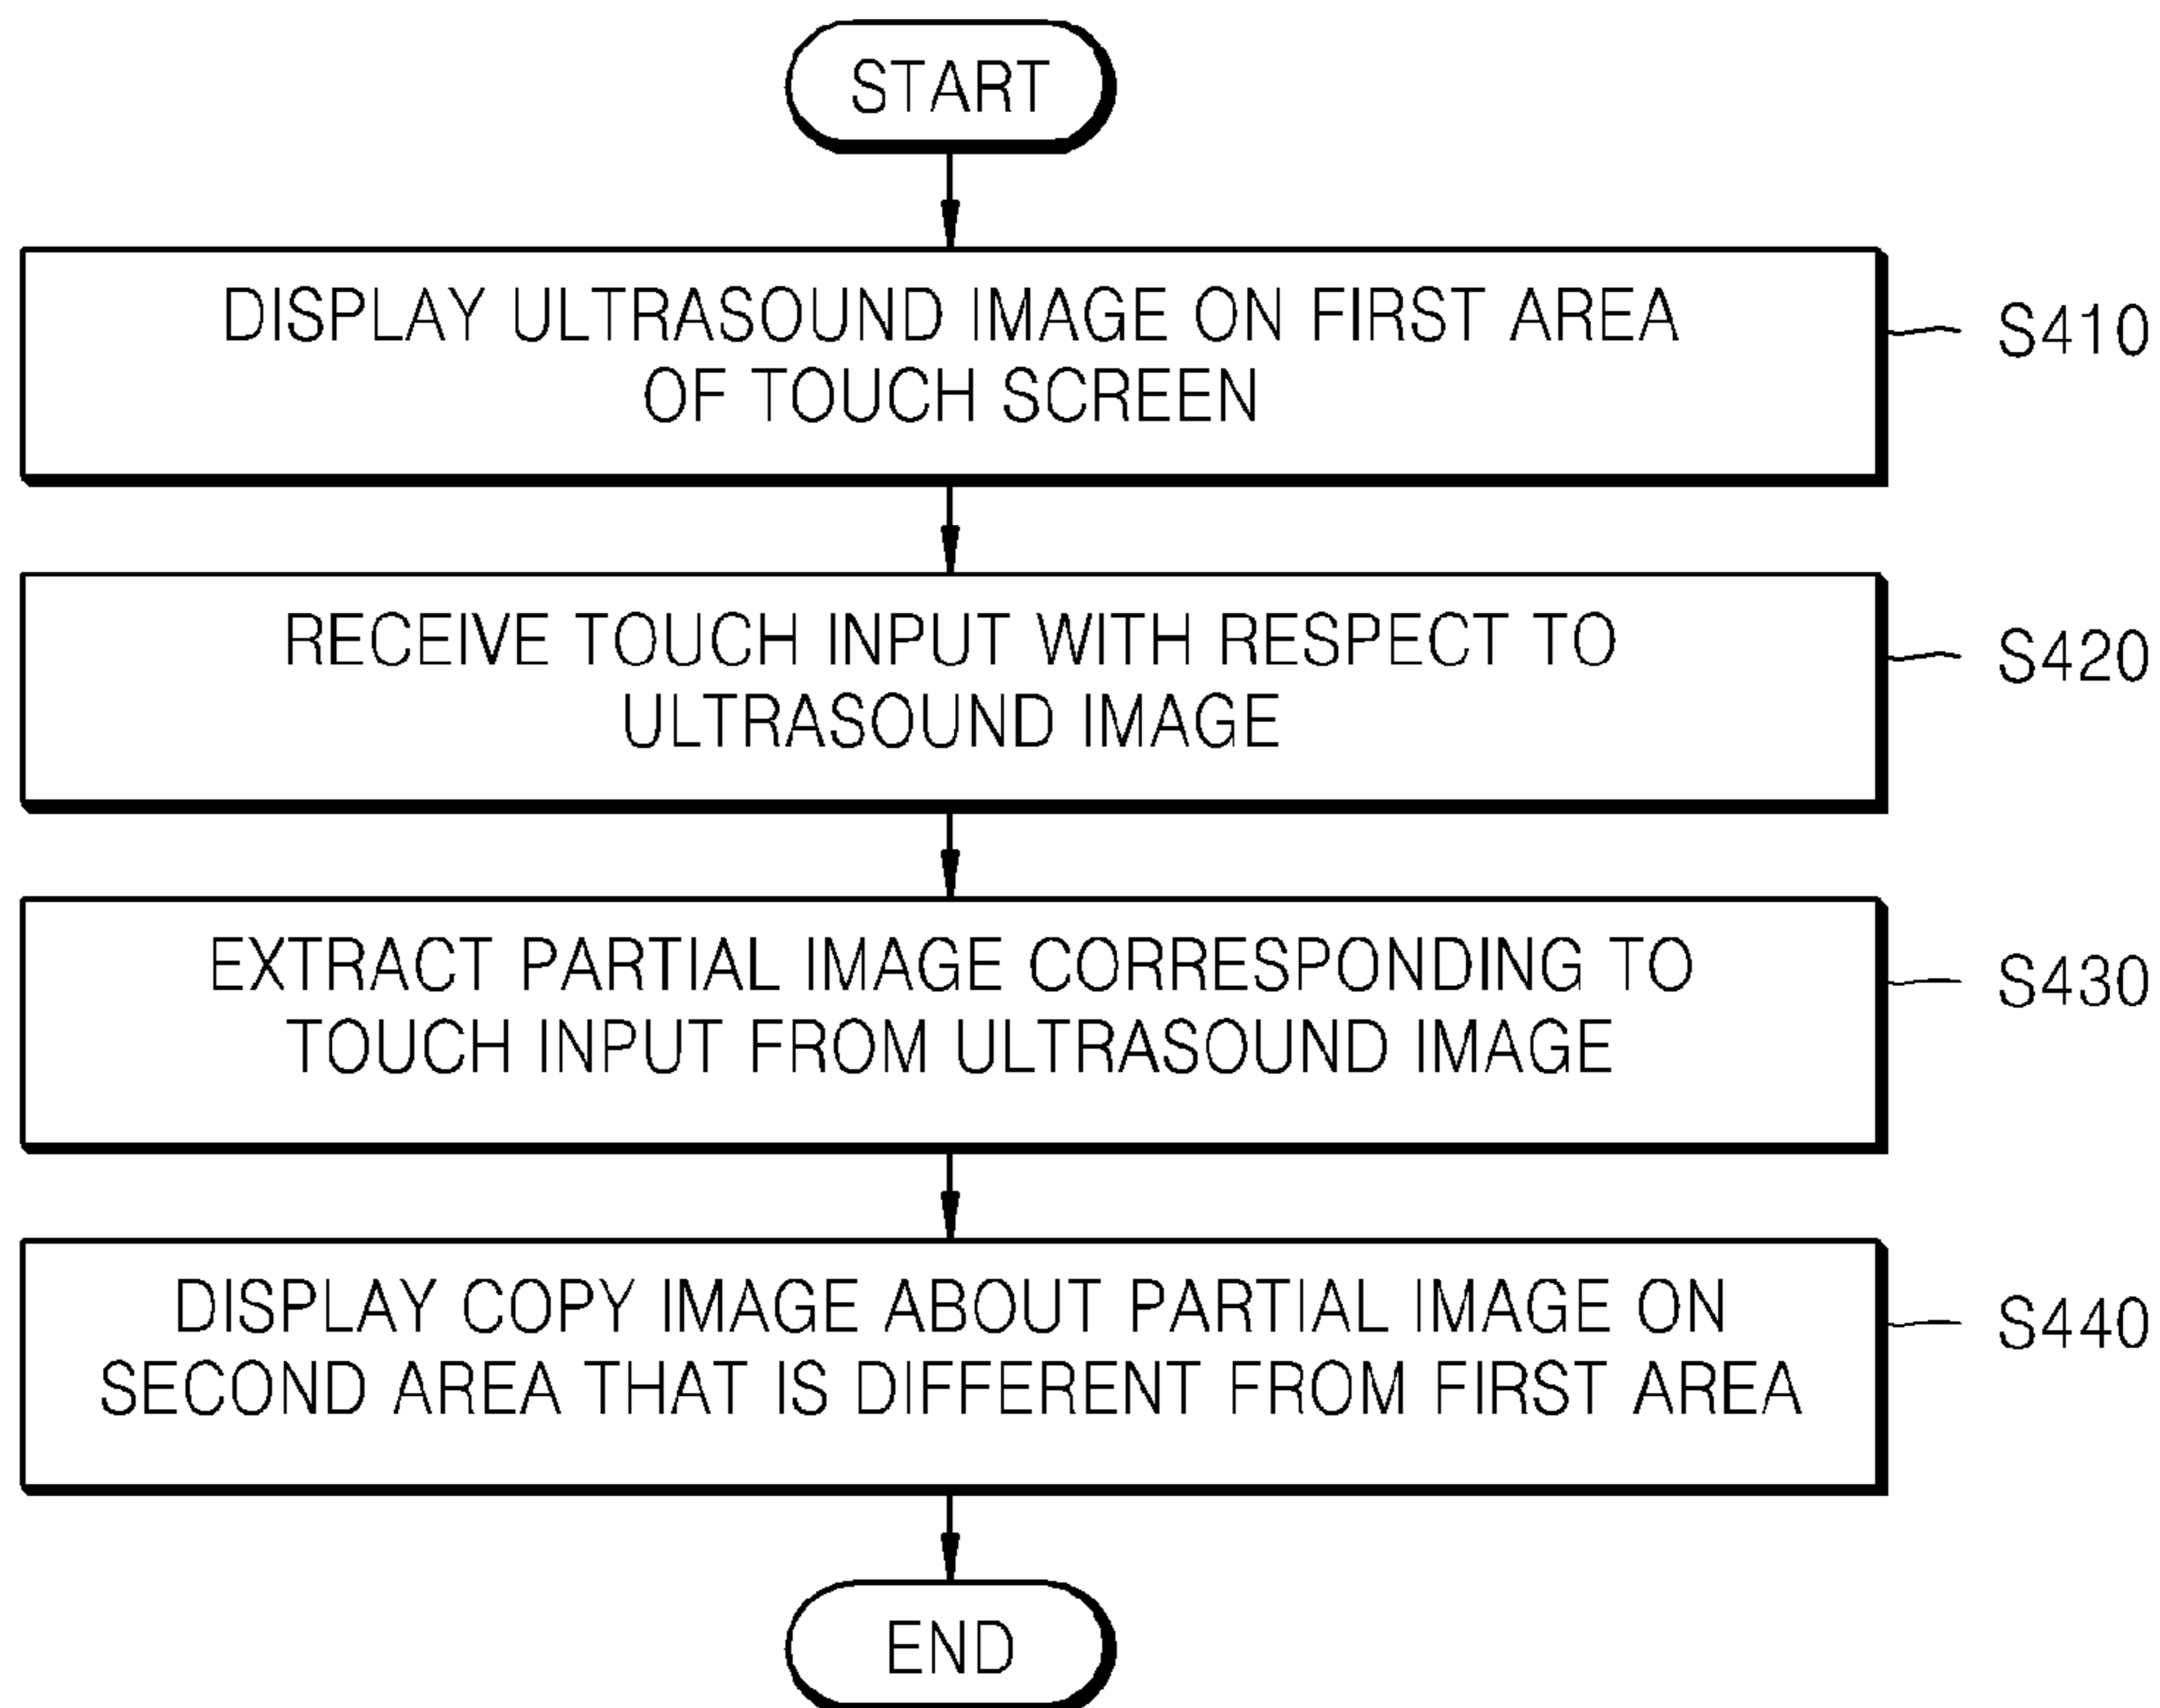 START
DISPLAY ULTRASOUND IMAGE ON FIRST AREA
OF TOUCH SCREEN
S410
RECEIVE TOUCH INPUT WITH RESPECT TO
ULTRASOUND IMAGE
S420
EXTRACT PARTIAL IMAGE CORRESPONDING TO
TOUCH INPUT FROM ULTRASOUND IMAGE
S430
DISPLAY COPY IMAGE ABOUT PARTIAL IMAGE ON
SECOND AREA THAT IS DIFFERENT FROM FIRST AREA
S440
END